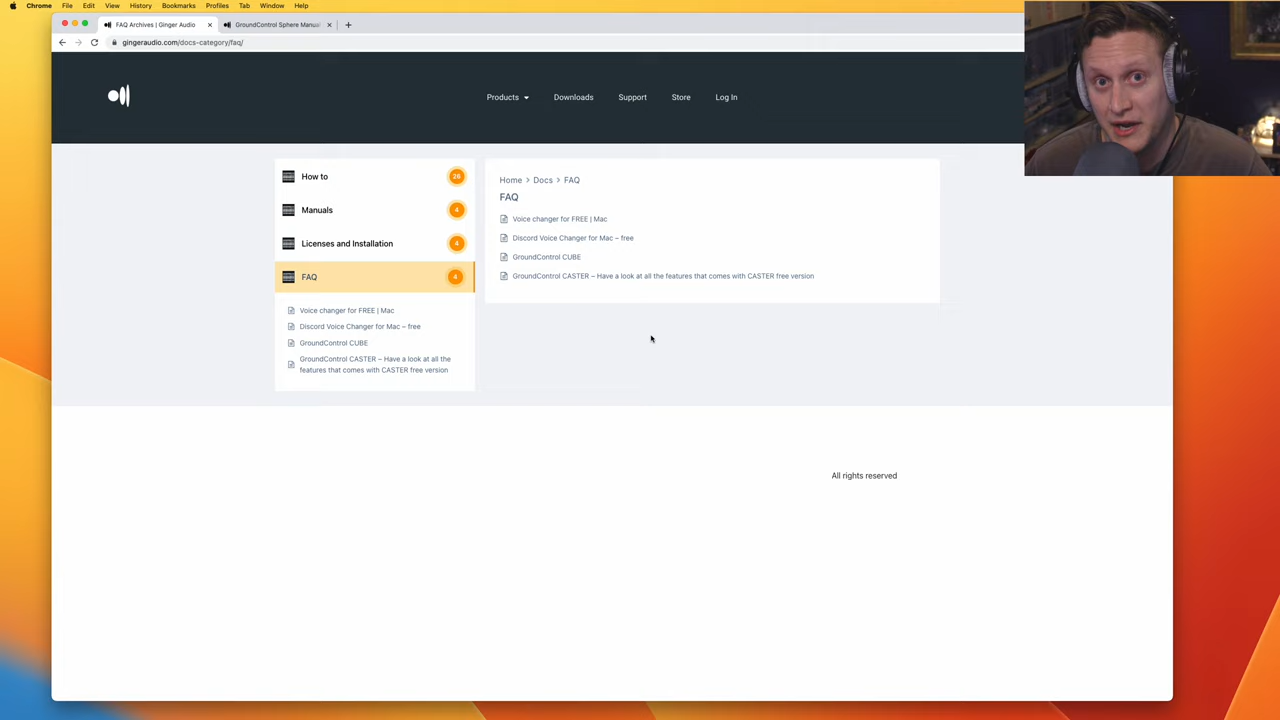 Chrome File Edit View History Bookmarks Profiles Tab Window Help
FAQ Archives | Ginger Audio
GroundControl Sphere Manual
gingeraudio.com/docs-category/faq/
Products Downloads Support Store Log In
How to 26
Manuals 4
Licenses and Installation 4
FAQ 4
Voice changer for FREE | Mac
Discord Voice Changer for Mac – free
GroundControl CUBE
GroundControl CASTER – Have a look at all the
features that comes with CASTER free version
Home > Docs > FAQ
FAQ
Voice changer for FREE | Mac
Discord Voice Changer for Mac – free
GroundControl CUBE
GroundControl CASTER – Have a look at all the features that comes with CASTER free version
All rights reserved